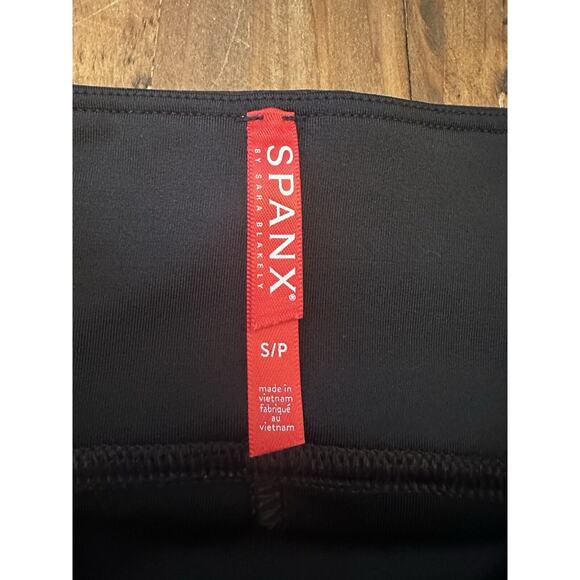 SPANX®
BY SARA BLAKELY
S/P
made in
vietnam
fabriqué
au
vietnam